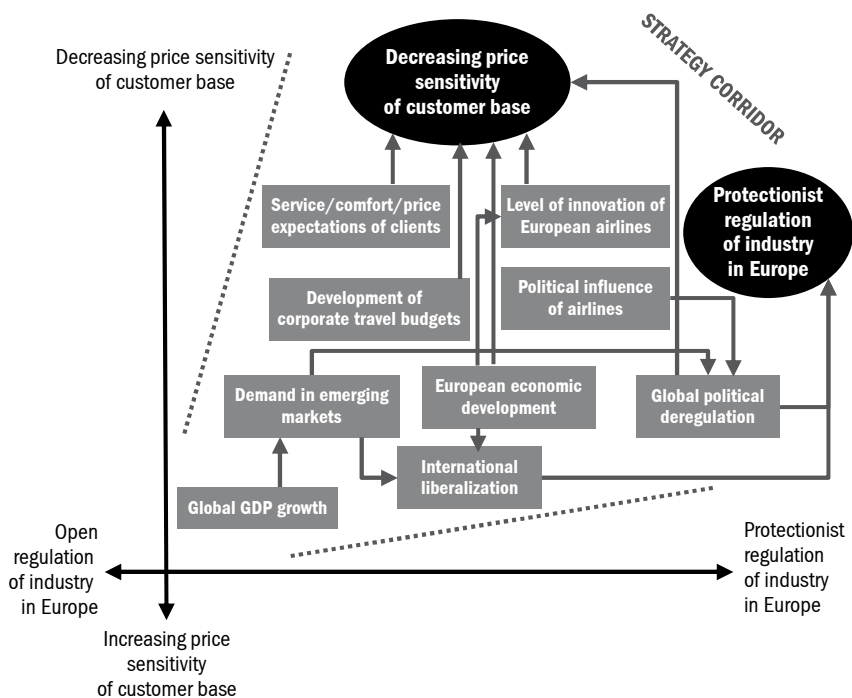 Decreasing price sensitivity
of customer base
Decreasing price
sensitivity
of customer base
STRATEGY CORRIDOR
Protectionist
regulation
of industry
in Europe
Service/comfort/price
expectations of clients
Level of innovation of
European airlines
Development of
corporate travel budgets
Political influence
of airlines
Demand in emerging
markets
European economic
development
Global political
deregulation
International
liberalization
Global GDP growth
Open
regulation
of industry
in Europe
Protectionist
regulation
of industry
in Europe
Increasing price
sensitivity
of customer base